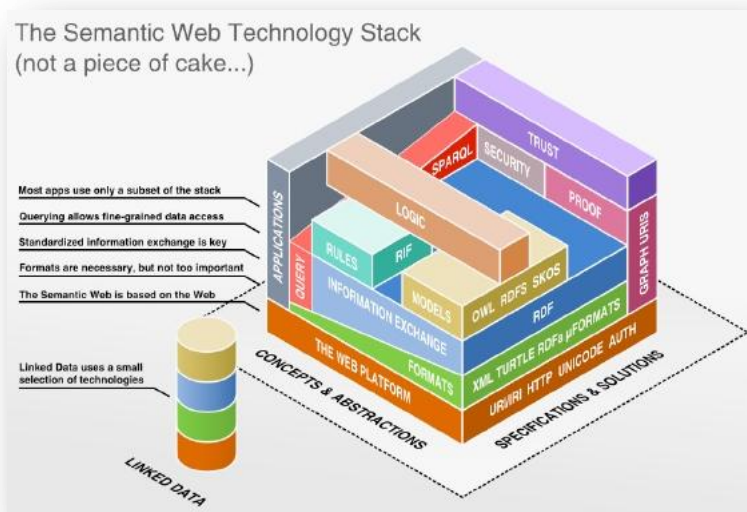 The Semantic Web Technology Stack
(not a piece of cake...)
Most apps use only a subset of the stack
Querying allows fine-grained data access
Standardized information exchange is key
Formats are necessary, but not too important
The Semantic Web is based on the Web
Linked Data uses a small
selection of technologies
LINKED DATA
APPLICATIONS
QUERY
SPARQL
SECURITY
TRUST
PROOF
GRAPH URIS
LOGIC
RULES
RIF
MODELS
OWL RDFS SKOS
INFORMATION EXCHANGE
RDF
FORMATS
XML TURTLE RDFa μFORMATS
THE WEB PLATFORM
URI/IRI HTTP UNICODE AUTH
CONCEPTS & ABSTRACTIONS
SPECIFICATIONS & SOLUTIONS